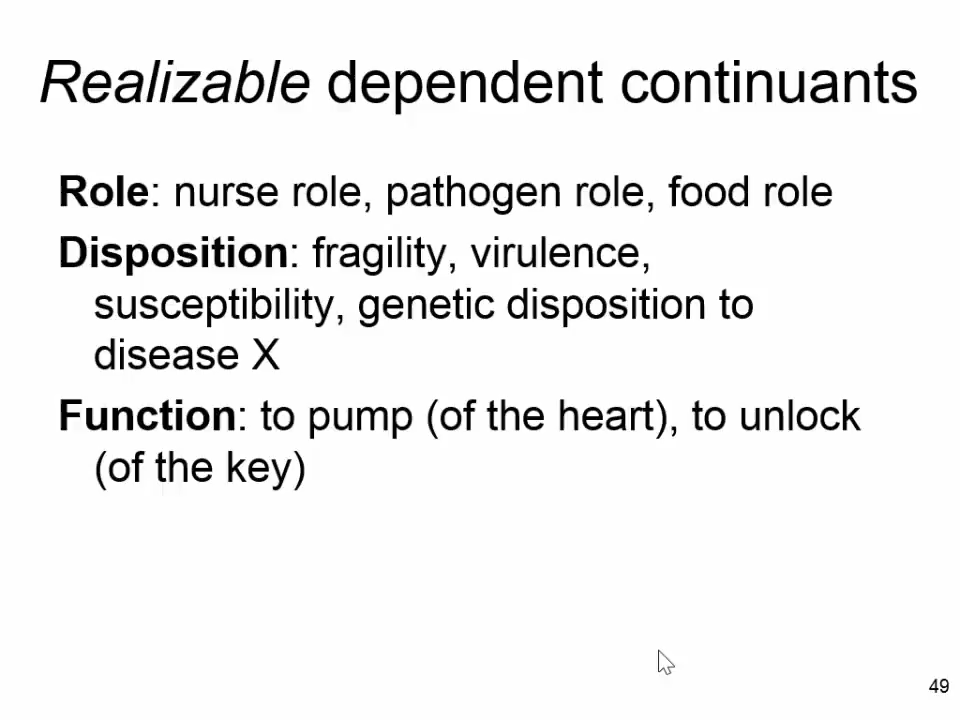 Realizable dependent continuants
Role: nurse role, pathogen role, food role
Disposition: fragility, virulence,
susceptibility, genetic disposition to
disease X
Function: to pump (of the heart), to unlock
(of the key)
49